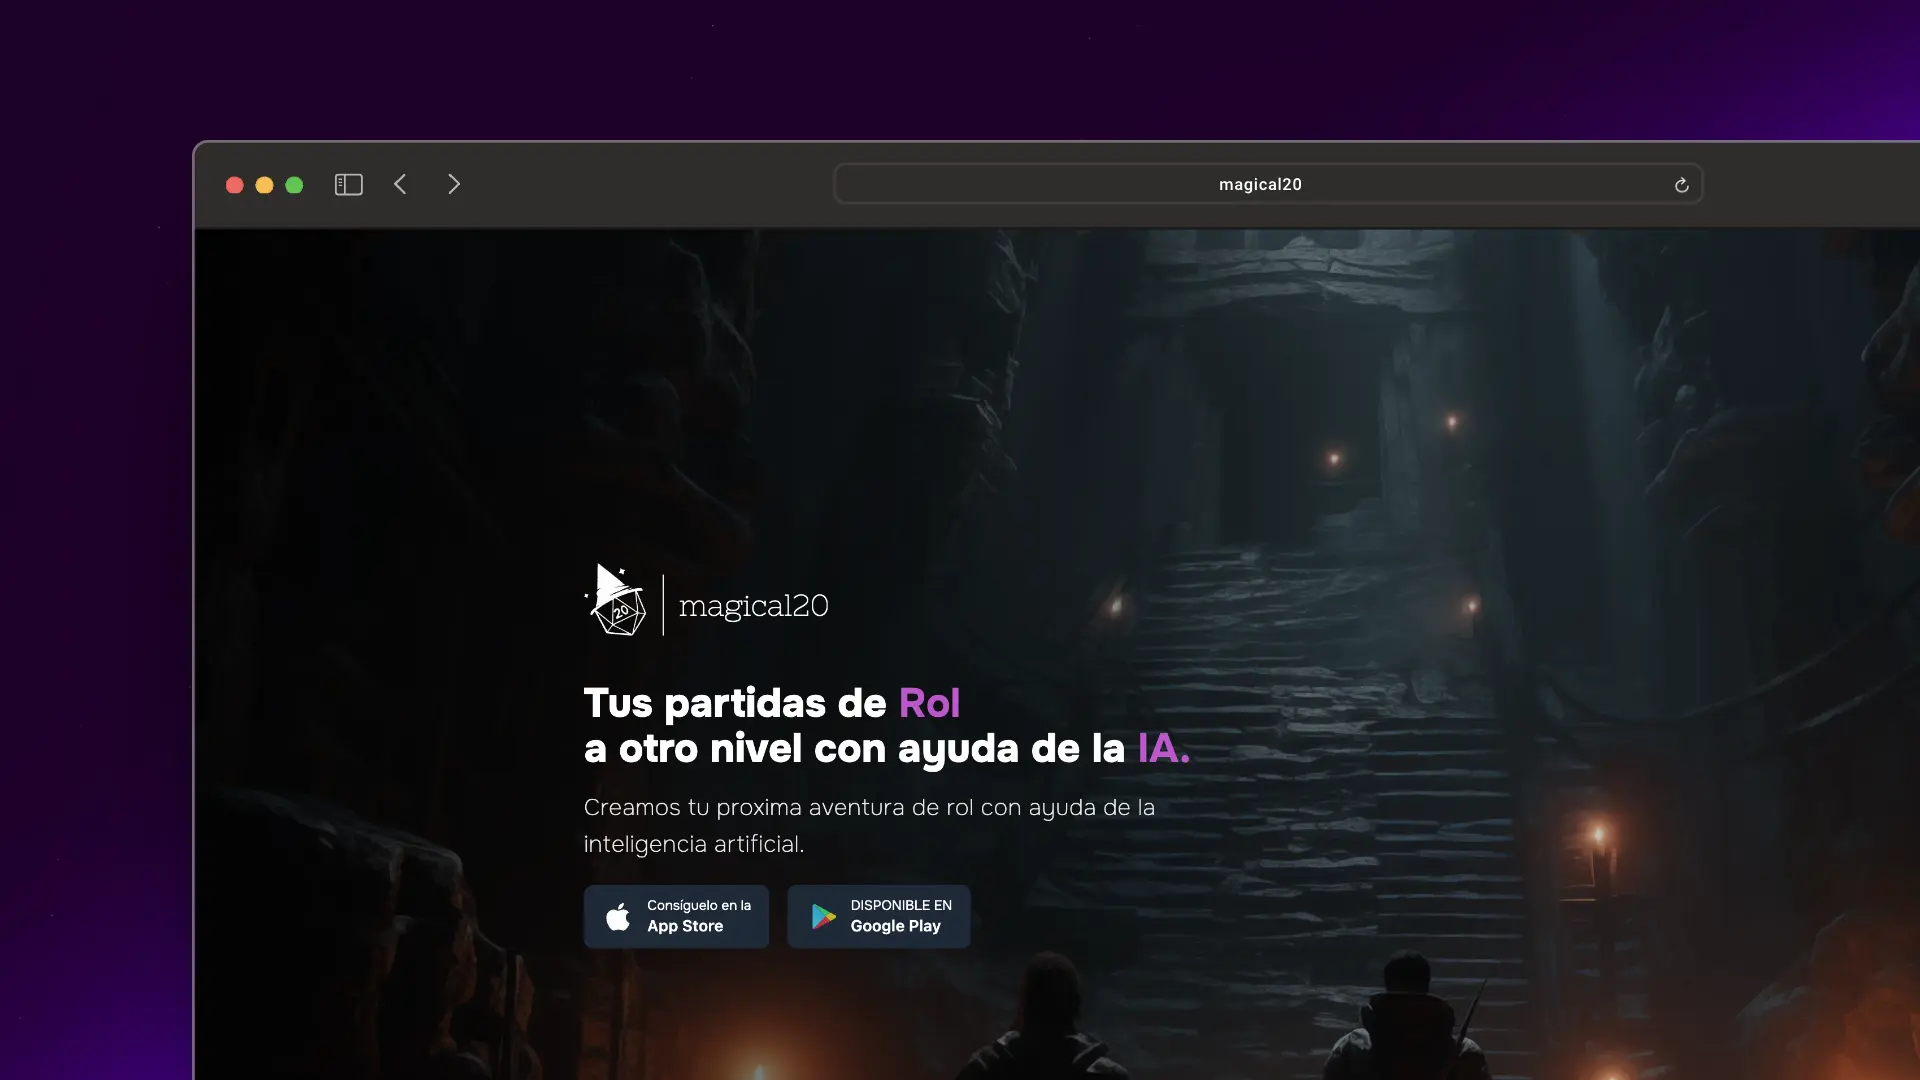 magical20
20
magical20
Tus partidas de Rol
a otro nivel con ayuda de la IA.
Creamos tu proxima aventura de rol con ayuda de la
inteligencia artificial.
Consíguelo en la
App Store
DISPONIBLE EN
Google Play